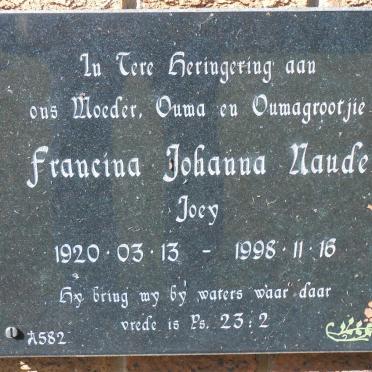 In Tere Heringering aan
ons Moeder, Ouma en Oumagrootjie
Francina Johanna Naude
Joey
1920·03·13 - 1998·11·16
Hy bring my by waters waar daar
vrede is Ps. 23:2
A582